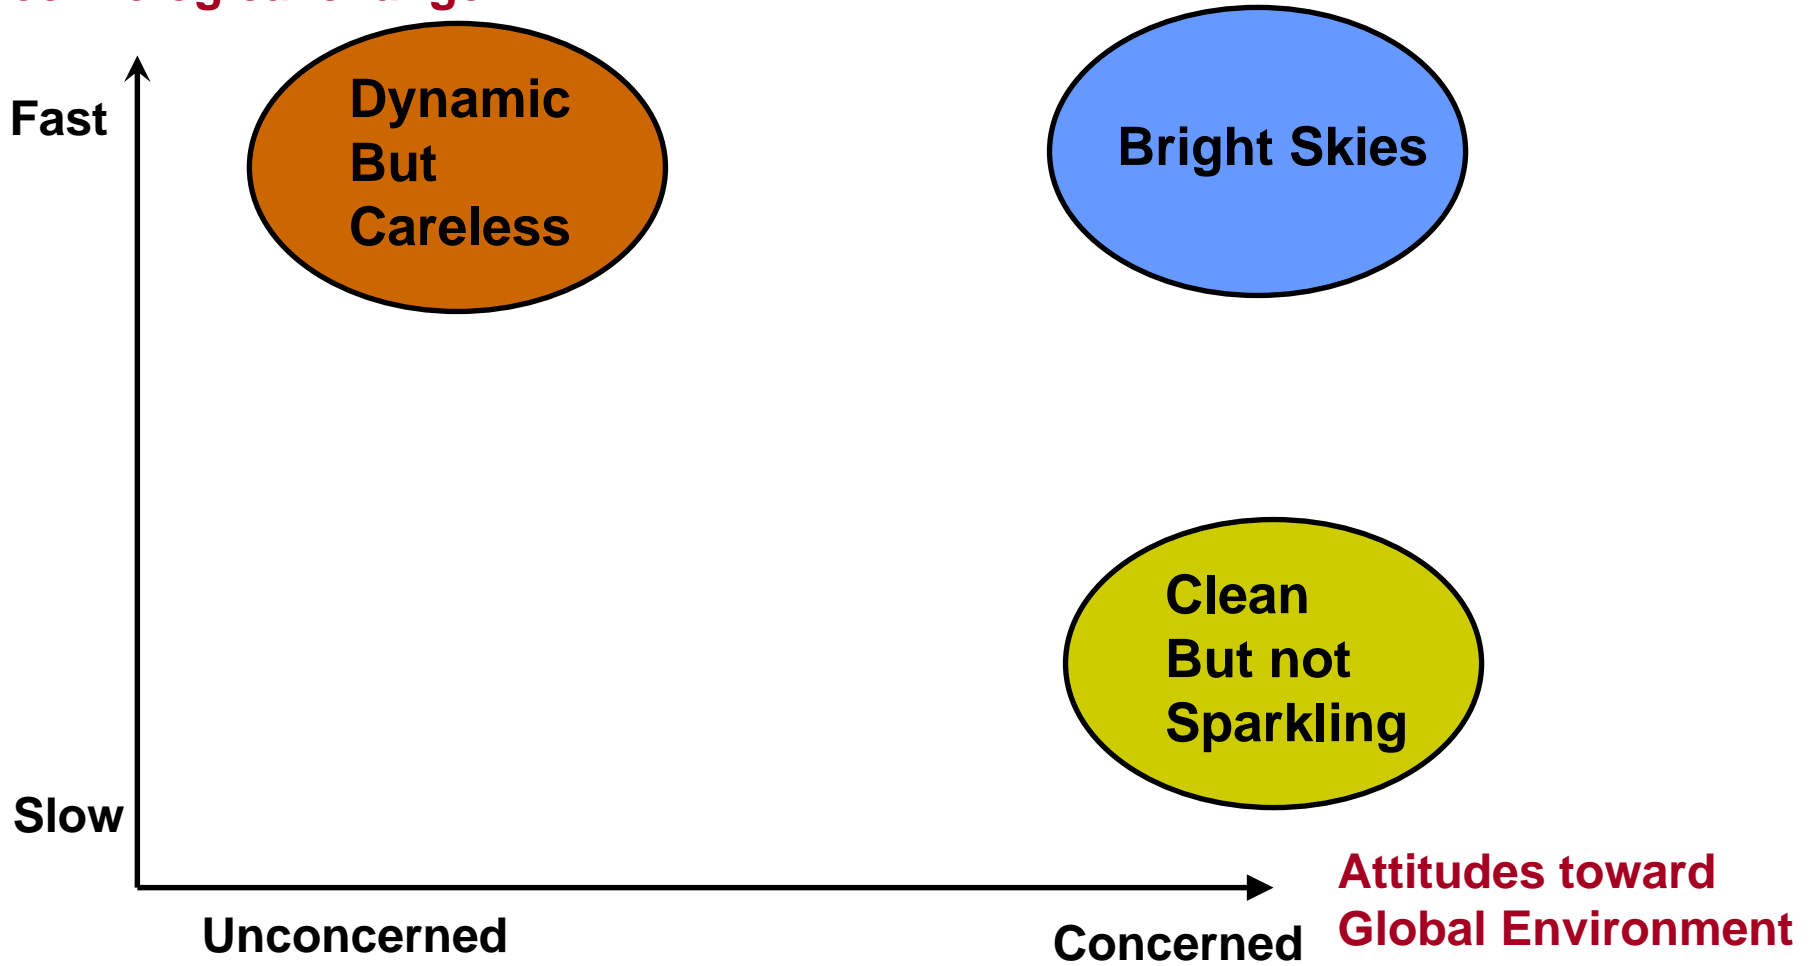 Fast
Dynamic
But
Careless
Bright Skies
Clean
But not
Sparkling
Slow
Attitudes toward
Global Environment
Unconcerned
Concerned